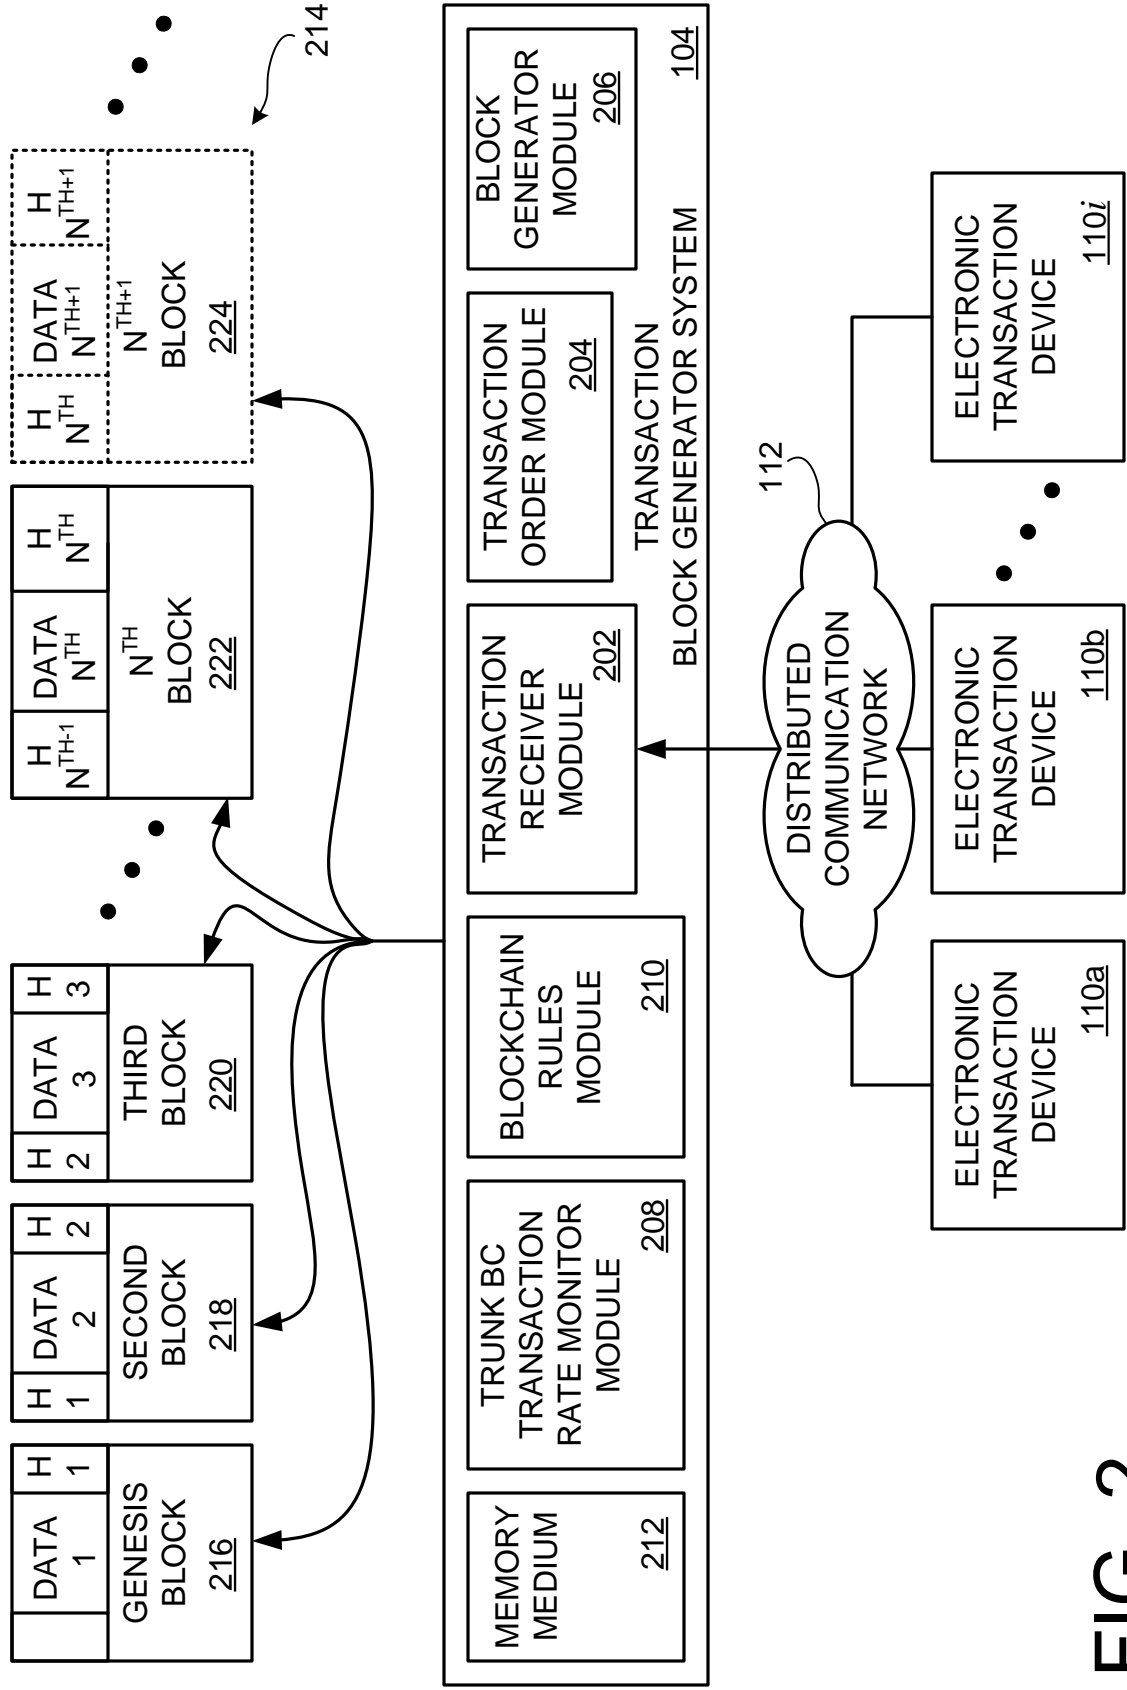 DATA
1
H
1
GENESIS
BLOCK
216
H
1
DATA
2
H
2
SECOND
BLOCK
218
H
2
DATA
3
H
3
THIRD
BLOCK
220
H
N^TH-1
DATA
N^TH
H
N^TH
N^TH
BLOCK
222
H
N^TH
DATA
N^TH+1
H
N^TH+1
N^TH+1
BLOCK
224
214
MEMORY
MEDIUM
212
TRUNK BC
TRANSACTION
RATE MONITOR
MODULE
208
BLOCKCHAIN
RULES
MODULE
210
TRANSACTION
RECEIVER
MODULE
202
TRANSACTION
ORDER MODULE
204
BLOCK
GENERATOR
MODULE
206
TRANSACTION
BLOCK GENERATOR SYSTEM
104
DISTRIBUTED
COMMUNICATION
NETWORK
112
ELECTRONIC
TRANSACTION
DEVICE
110a
ELECTRONIC
TRANSACTION
DEVICE
110b
ELECTRONIC
TRANSACTION
DEVICE
110i
FIG. 2